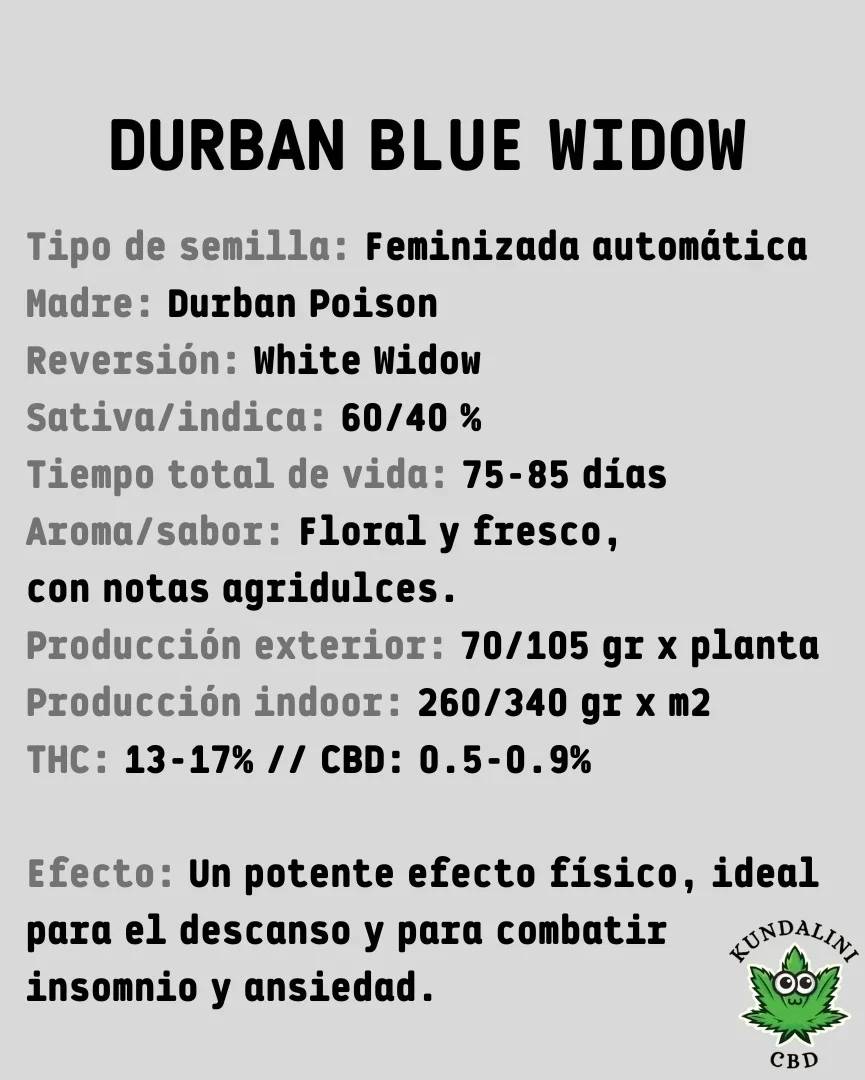 DURBAN BLUE WIDOW
Tipo de semilla: Feminizada automática
Madre: Durban Poison
Reversión: White Widow
Sativa/indica: 60/40 %
Tiempo total de vida: 75-85 días
Aroma/sabor: Floral y fresco,
con notas agridulces.
Producción exterior: 70/105 gr x planta
Producción indoor: 260/340 gr x m2
THC: 13-17% // CBD: 0.5-0.9%
Efecto: Un potente efecto físico, ideal
para el descanso y para combatir
insomnio y ansiedad.
KUNDALINI
CBD